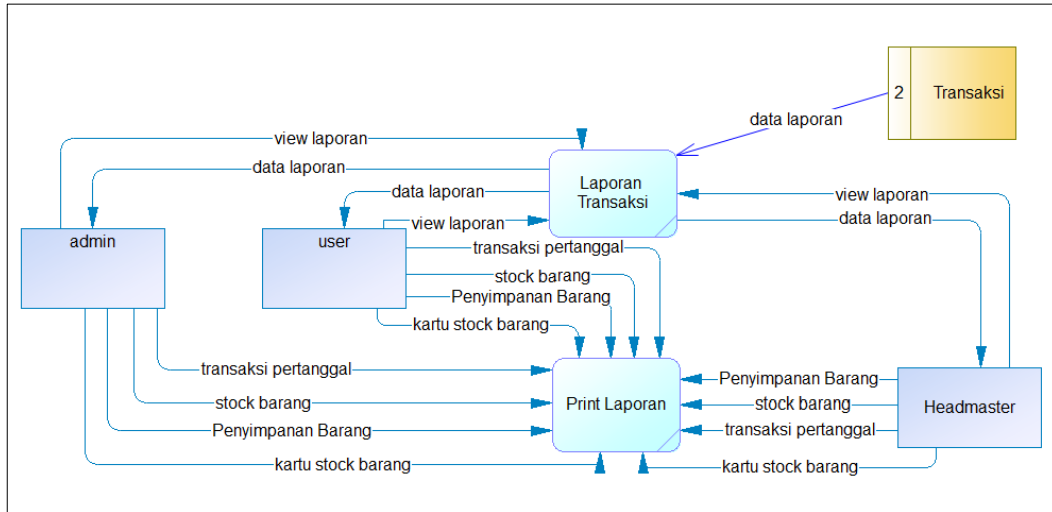 2 Transaksi
data laporan
view laporan
data laporan
Laporan
Transaksi
data laporan
view laporan
view laporan
data laporan
admin
user
transaksi pertanggal
stock barang
Penyimpanan Barang
kartu stock barang
transaksi pertanggal
stock barang
Penyimpanan Barang
kartu stock barang
Print Laporan
Penyimpanan Barang
stock barang
transaksi pertanggal
kartu stock barang
Headmaster